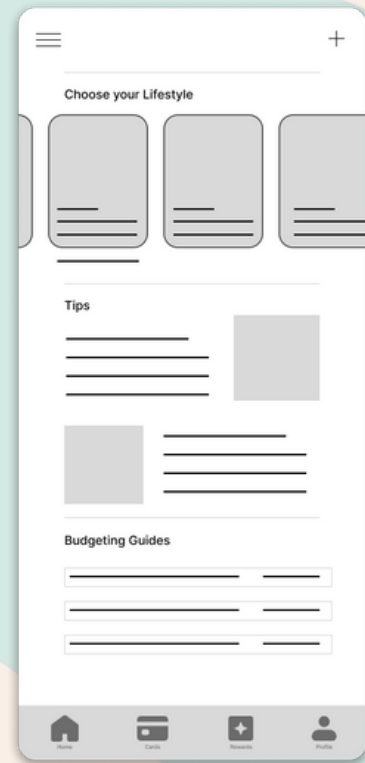 Choose your Lifestyle
Tips
Budgeting Guides
Home
Cards
Rewards
Profile